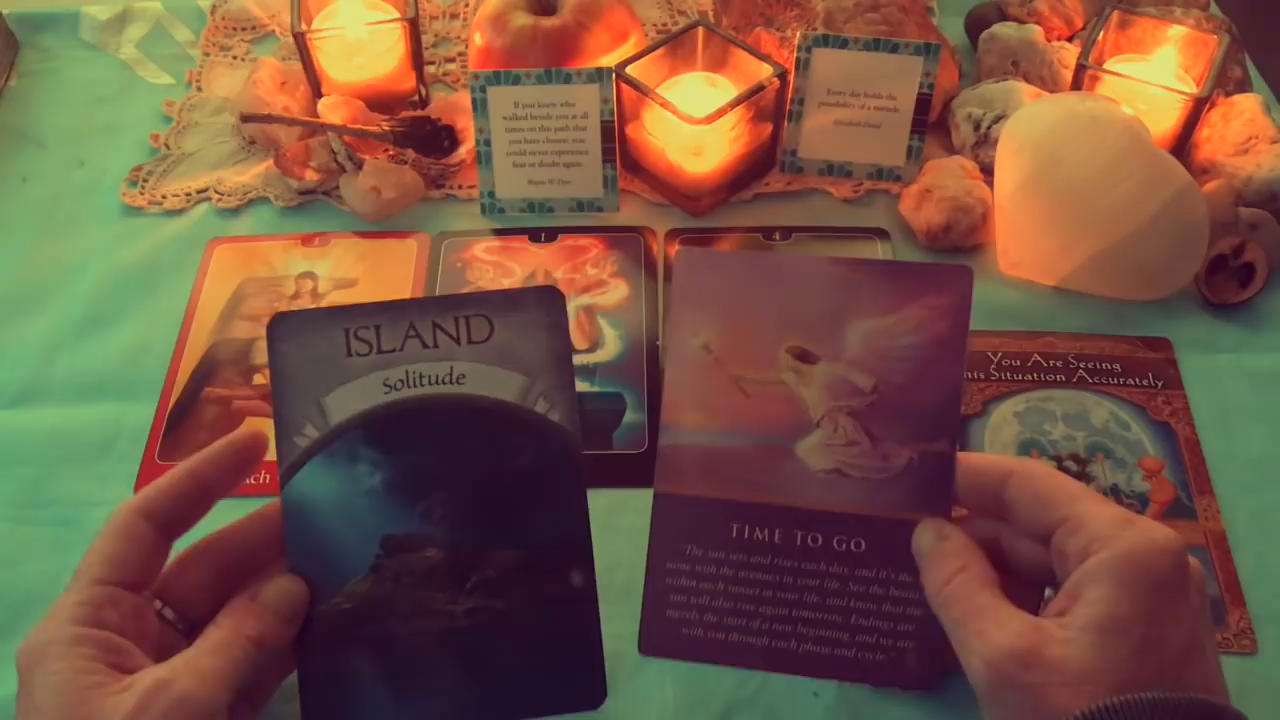 If you knew who
walked beside you at all
times on this path that
you have chosen, you
could never experience
fear or doubt again.
Wayne W. Dyer
Every day holds the
possibility of a miracle.
Elizabeth David
1
4
ISLAND
Solitude
You Are Seeing
his Situation Accurately
TIME TO GO
"The sun sets and rises each day, and it's the
same with the avenues in your life. See the beauty
within each sunset in your life, and know that the
sun will also rise again tomorrow. Endings are
merely the start of a new beginning, and we are
with you through each phase and cycle."